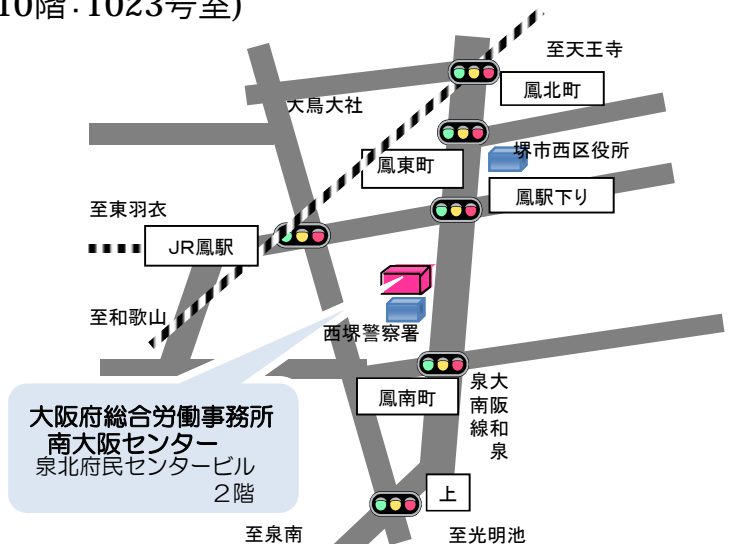 10階：1023号室)
至天王寺
鳳北町
大鳥大社
堺市西区役所
鳳東町
鳳駅下り
至東羽衣
JR鳳駅
至和歌山
西堺警察署
鳳南町
大阪和泉
泉南線
大阪府総合労働事務所
南大阪センター
泉北府民センタービル
２階
上
至泉南
至光明池